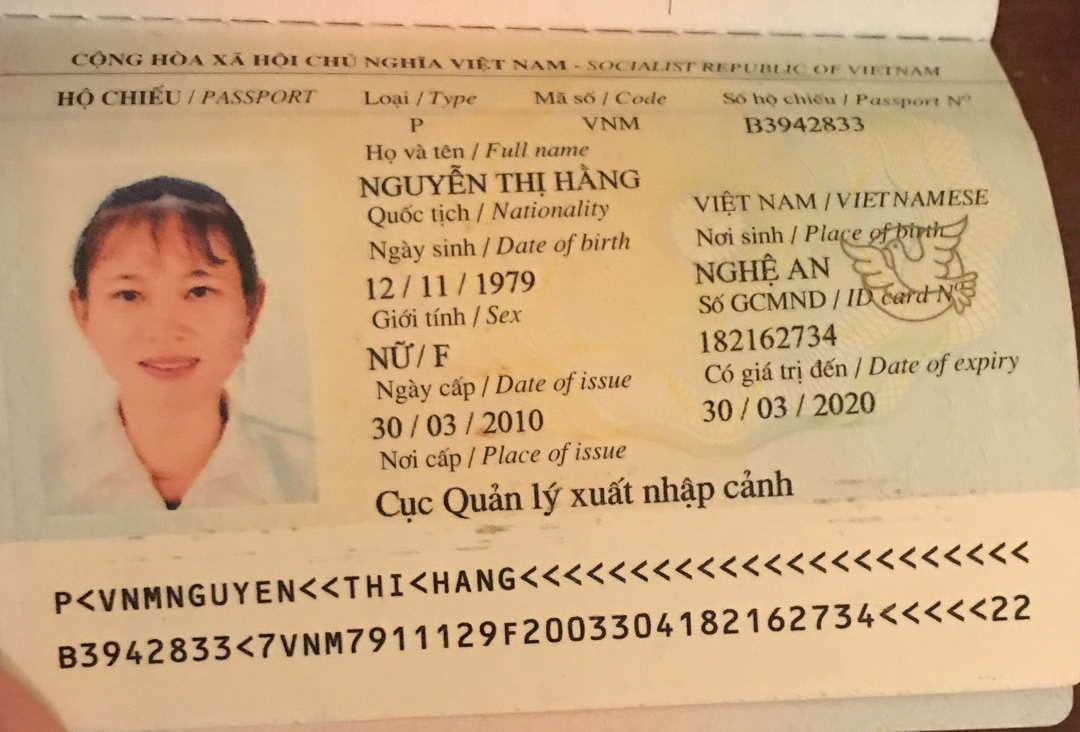 CỘNG HÒA XÃ HỘI CHỦ NGHĨA VIỆT NAM - SOCIALIST REPUBLIC OF VIETNAM
HỘ CHIẾU / PASSPORT Loại / Type Mã số / Code Số hộ chiếu / Passport Nº
P VNM B3942833
Họ và tên / Full name
NGUYỄN THỊ HẰNG
Quốc tịch / Nationality VIỆT NAM / VIETNAMESE
Ngày sinh / Date of birth Nơi sinh / Place of birth
12 / 11 / 1979 NGHỆ AN
Giới tính / Sex Số GCMND / ID card Nº
NỮ/ F 182162734
Ngày cấp / Date of issue Có giá trị đến / Date of expiry
30 / 03 / 2010 30 / 03 / 2020
Nơi cấp / Place of issue
Cục Quản lý xuất nhập cảnh
P<VNMNGUYEN<<THI<HANG<<<<<<<<<<<<<<<<<<<<<<<
B3942833<7VNM7911129F2003304182162734<<<<<22